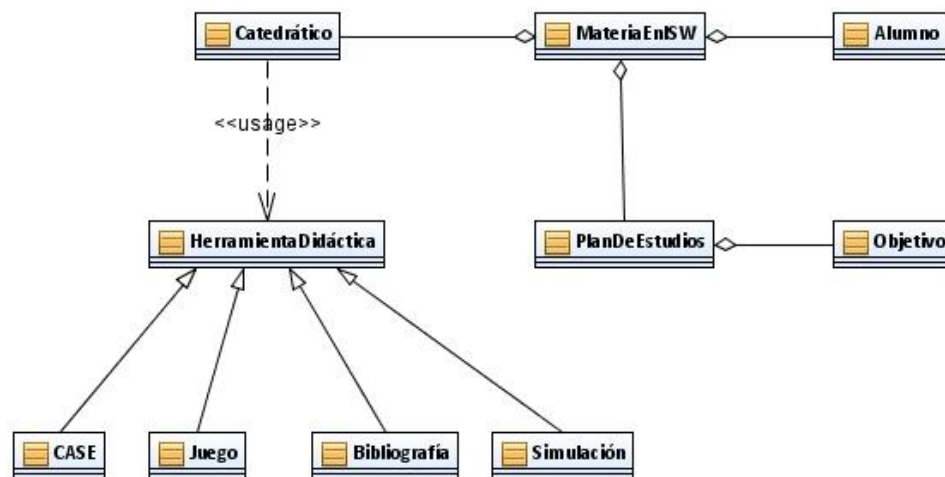 Catedrático
MateriaEnISW
Alumno
<<usage>>
HerramientaDidáctica
PlanDeEstudios
Objetivo
CASE
Juego
Bibliografía
Simulación